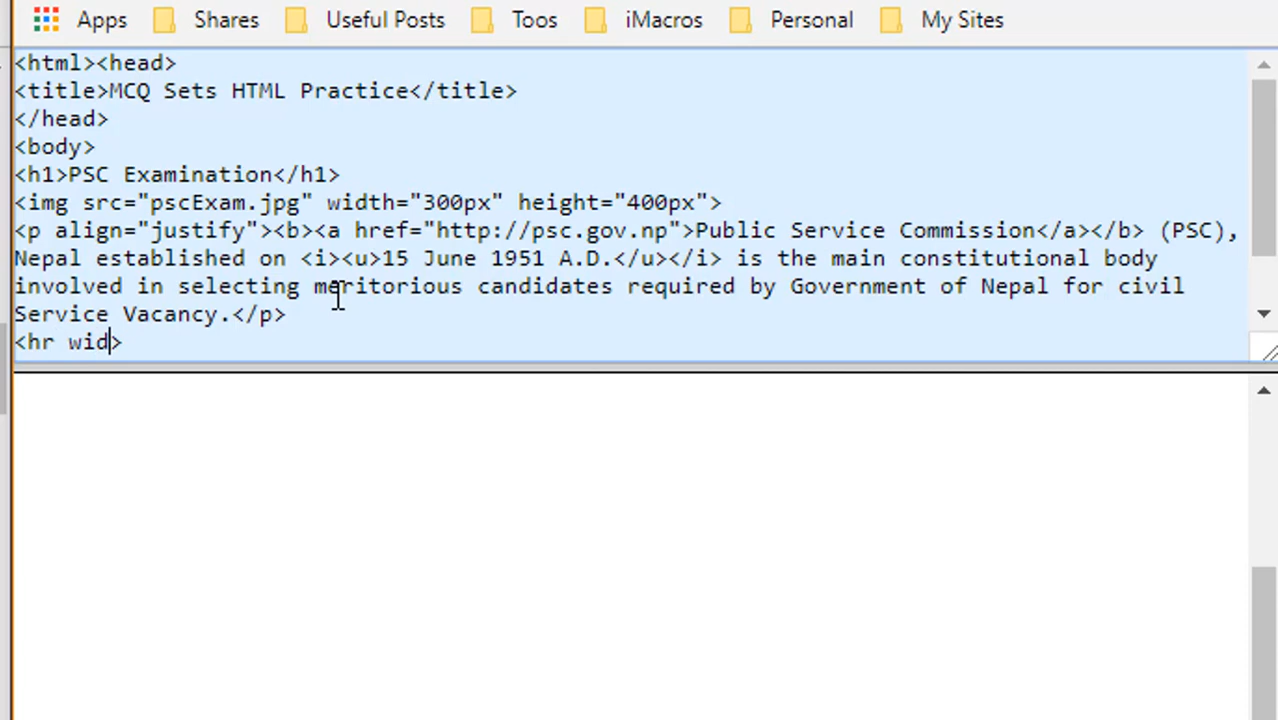 Apps Shares Useful Posts Toos iMacros Personal My Sites
<html><head>
<title>MCQ Sets HTML Practice</title>
</head>
<body>
<h1>PSC Examination</h1>
<img src="pscExam.jpg" width="300px" height="400px">
<p align="justify"><b><a href="http://psc.gov.np">Public Service Commission</a></b> (PSC),
Nepal established on <i><u>15 June 1951 A.D.</u></i> is the main constitutional body
involved in selecting meritorious candidates required by Government of Nepal for civil
Service Vacancy.</p>
<hr wid>